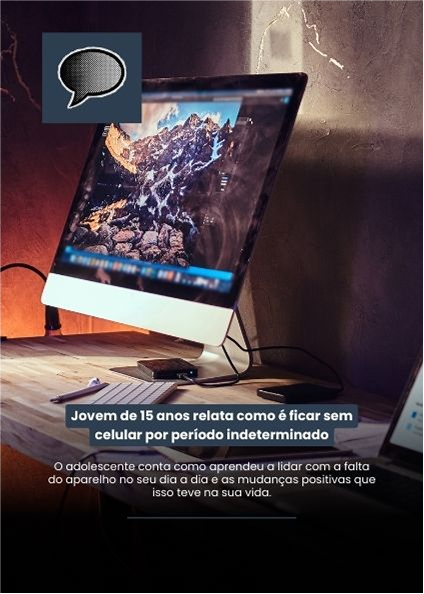 Jovem de 15 anos relata como é ficar sem
celular por período indeterminado
O adolescente conta como aprendeu a lidar com a falta
do aparelho no seu dia a dia e as mudanças positivas que
isso teve na sua vida.